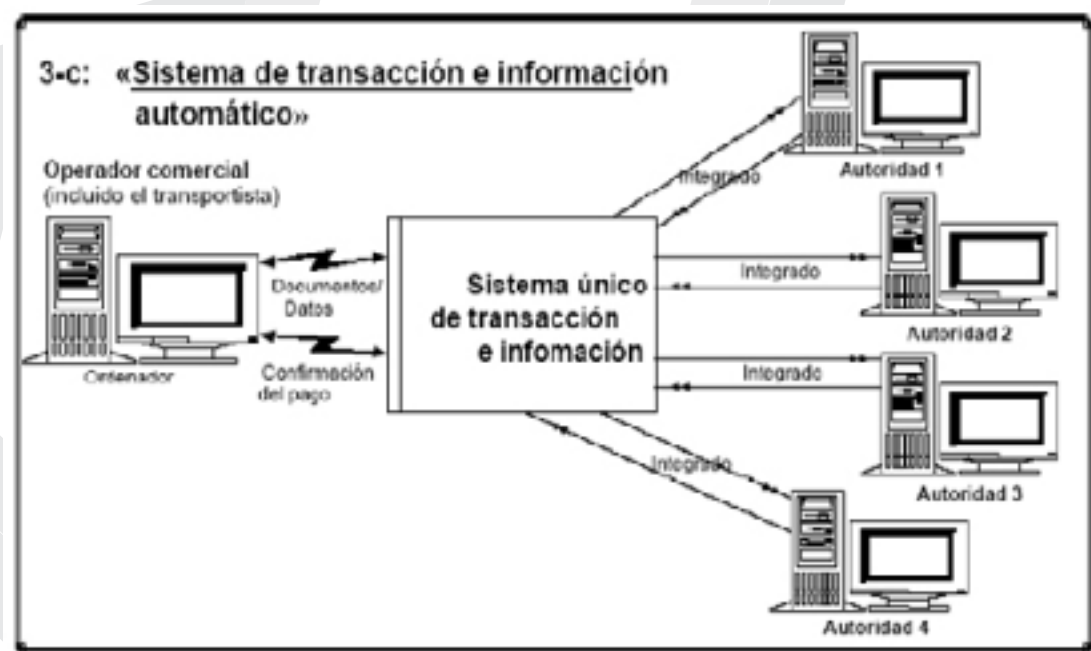 3-c: «Sistema de transacción e información
automático»
Operador comercial
(incluido el transportista)
Ordenador
Documentos/
Datos
Confirmación
del pago
Sistema único
de transacción
e infomación
Integrado
Autoridad 1
Integrado
Autoridad 2
Integrado
Autoridad 3
Integrado
Autoridad 4